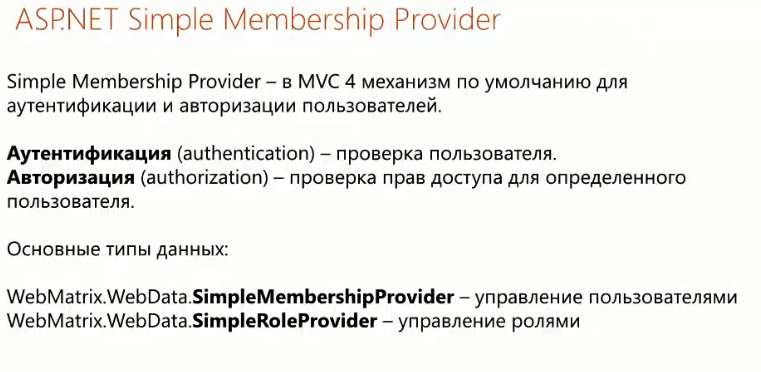 ASP.NET Simple Membership Provider
Simple Membership Provider – в MVC 4 механизм по умолчанию для
аутентификации и авторизации пользователей.
Аутентификация (authentication) – проверка пользователя.
Авторизация (authorization) – проверка прав доступа для определенного
пользователя.
Основные типы данных:
WebMatrix.WebData.SimpleMembershipProvider – управление пользователями
WebMatrix.WebData.SimpleRoleProvider – управление ролями